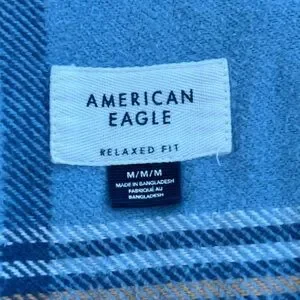 AMERICAN
EAGLE
RELAXED FIT
M/M/M
MADE IN BANGLADESH
FABRIQUÉ AU
BANGLADESH